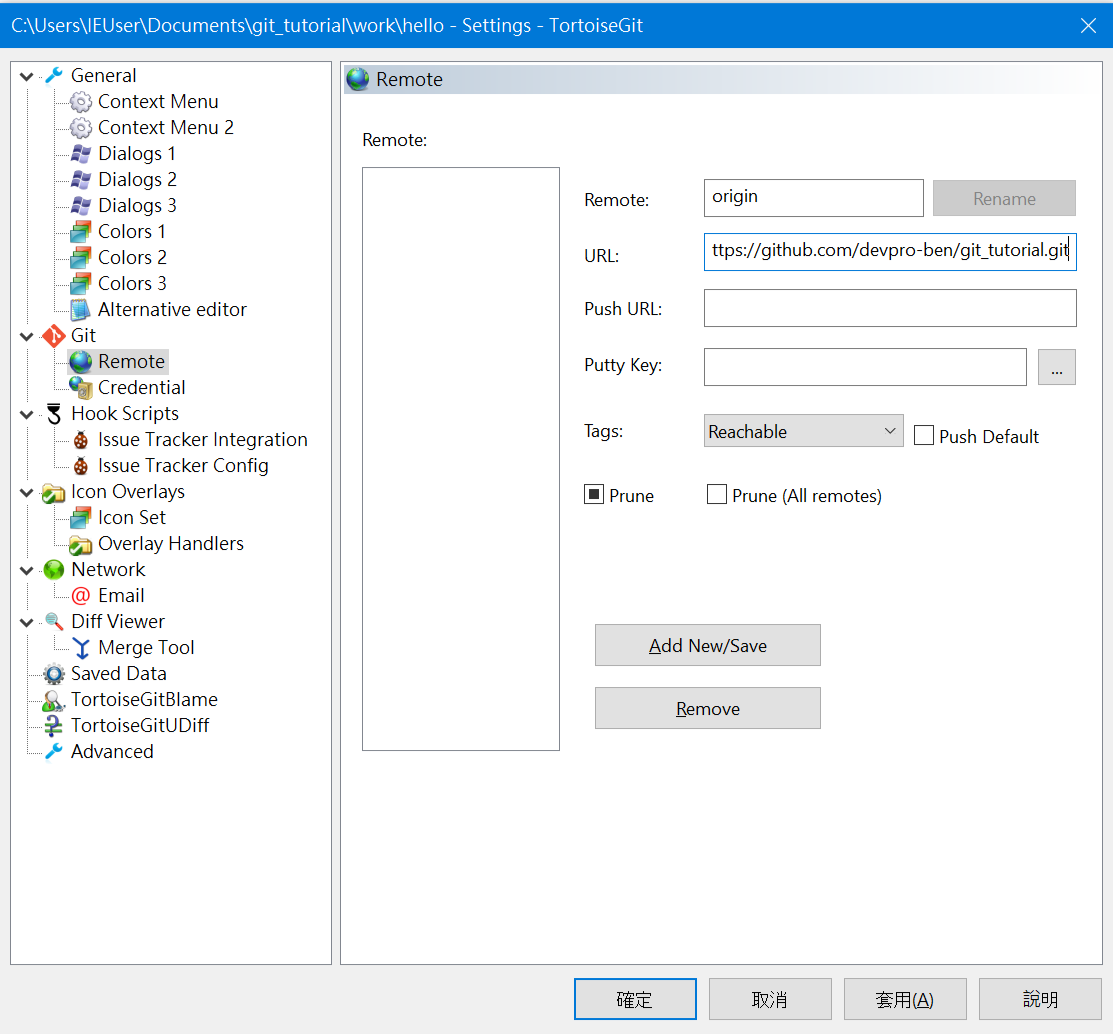 C:\Users\IEUser\Documents\git_tutorial\work\hello - Settings - TortoiseGit
General
Context Menu
Context Menu 2
Dialogs 1
Dialogs 2
Dialogs 3
Colors 1
Colors 2
Colors 3
Alternative editor
Git
Remote
Credential
Hook Scripts
Issue Tracker Integration
Issue Tracker Config
Icon Overlays
Icon Set
Overlay Handlers
Network
Email
Diff Viewer
Merge Tool
Saved Data
TortoiseGitBlame
TortoiseGitUDiff
Advanced
Remote
Remote:
Remote: origin Rename
URL: ttps://github.com/devpro-ben/git_tutorial.git
Push URL:
Putty Key: ...
Tags: Reachable Push Default
Prune Prune (All remotes)
Add New/Save
Remove
確定 取消 套用(A) 說明